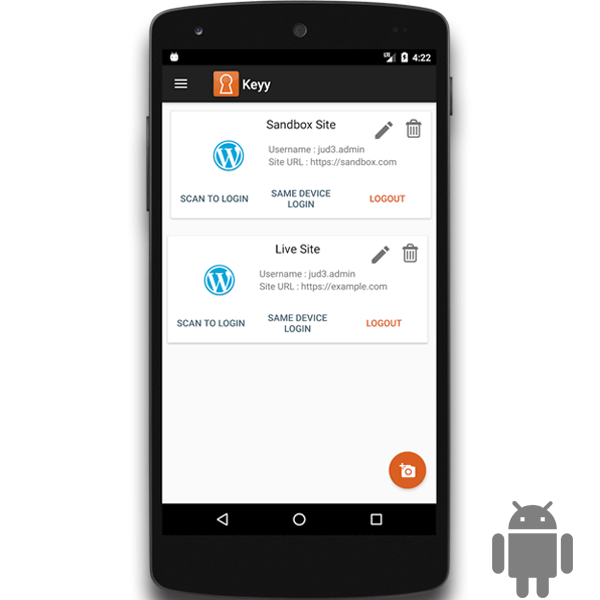 LTE 4:22
Keyy
Sandbox Site
Username : jud3.admin
Site URL : https://sandbox.com
SCAN TO LOGIN
SAME DEVICE
LOGIN
LOGOUT
Live Site
Username : jud3.admin
Site URL : https://example.com
SCAN TO LOGIN
SAME DEVICE
LOGIN
LOGOUT